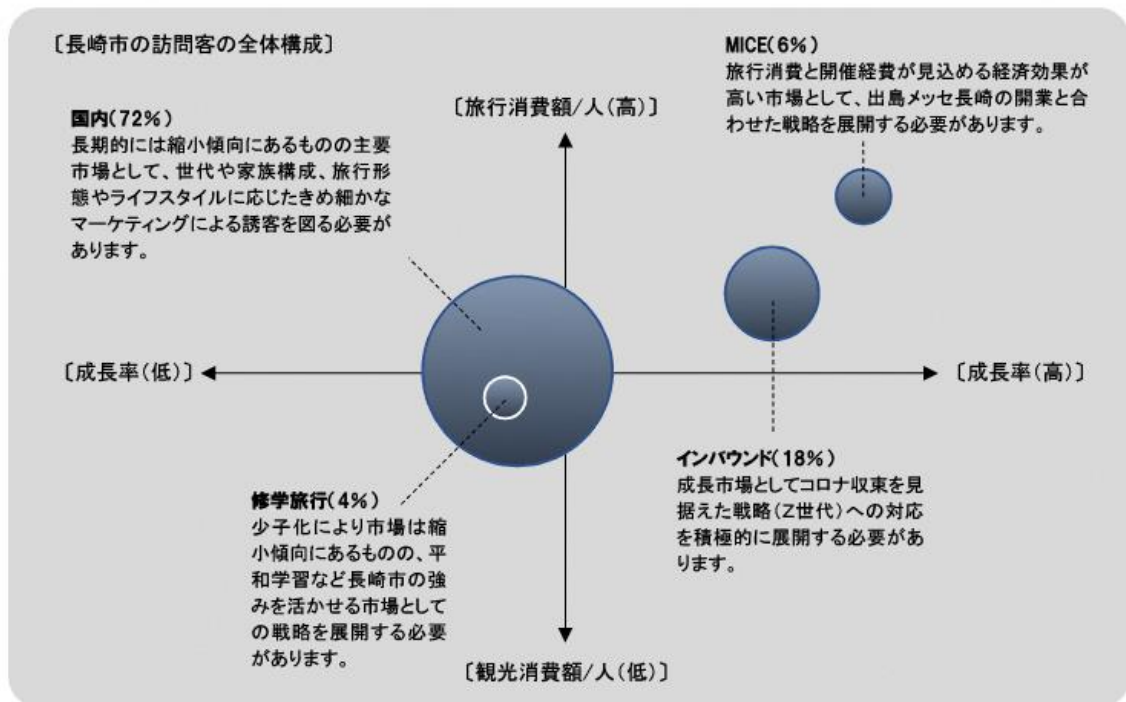 〔長崎市の訪問客の全体構成〕
国内(72%)
長期的には縮小傾向にあるものの主要
市場として、世代や家族構成、旅行形
態やライフスタイルに応じたきめ細かな
マーケティングによる誘客を図る必要が
あります。
〔旅行消費額/人(高)〕
MICE(6%)
旅行消費と開催経費が見込める経済効果が
高い市場として、出島メッセ長崎の開業と合
わせた戦略を展開する必要があります。
〔成長率(低)〕
〔成長率(高)〕
修学旅行(4%)
少子化により市場は縮
小傾向にあるものの、平
和学習など長崎市の強
みを活かせる市場として
の戦略を展開する必要
があります。
インバウンド(18%)
成長市場としてコロナ収束を見
据えた戦略(Z世代)への対応
を積極的に展開する必要があ
ります。
〔観光消費額/人(低)〕